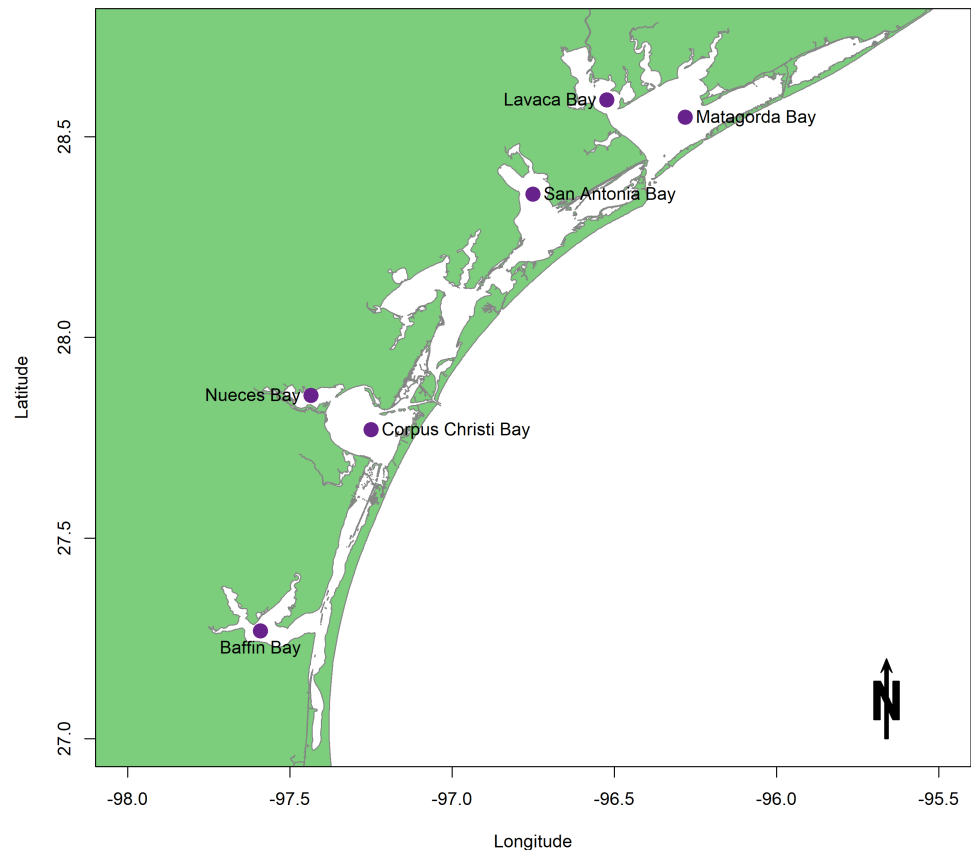 Lavaca Bay
Matagorda Bay
San Antonia Bay
Nueces Bay
Corpus Christi Bay
Baffin Bay
N
Latitude
28.5
28.0
27.5
27.0
-98.0 -97.5 -97.0 -96.5 -96.0 -95.5
Longitude